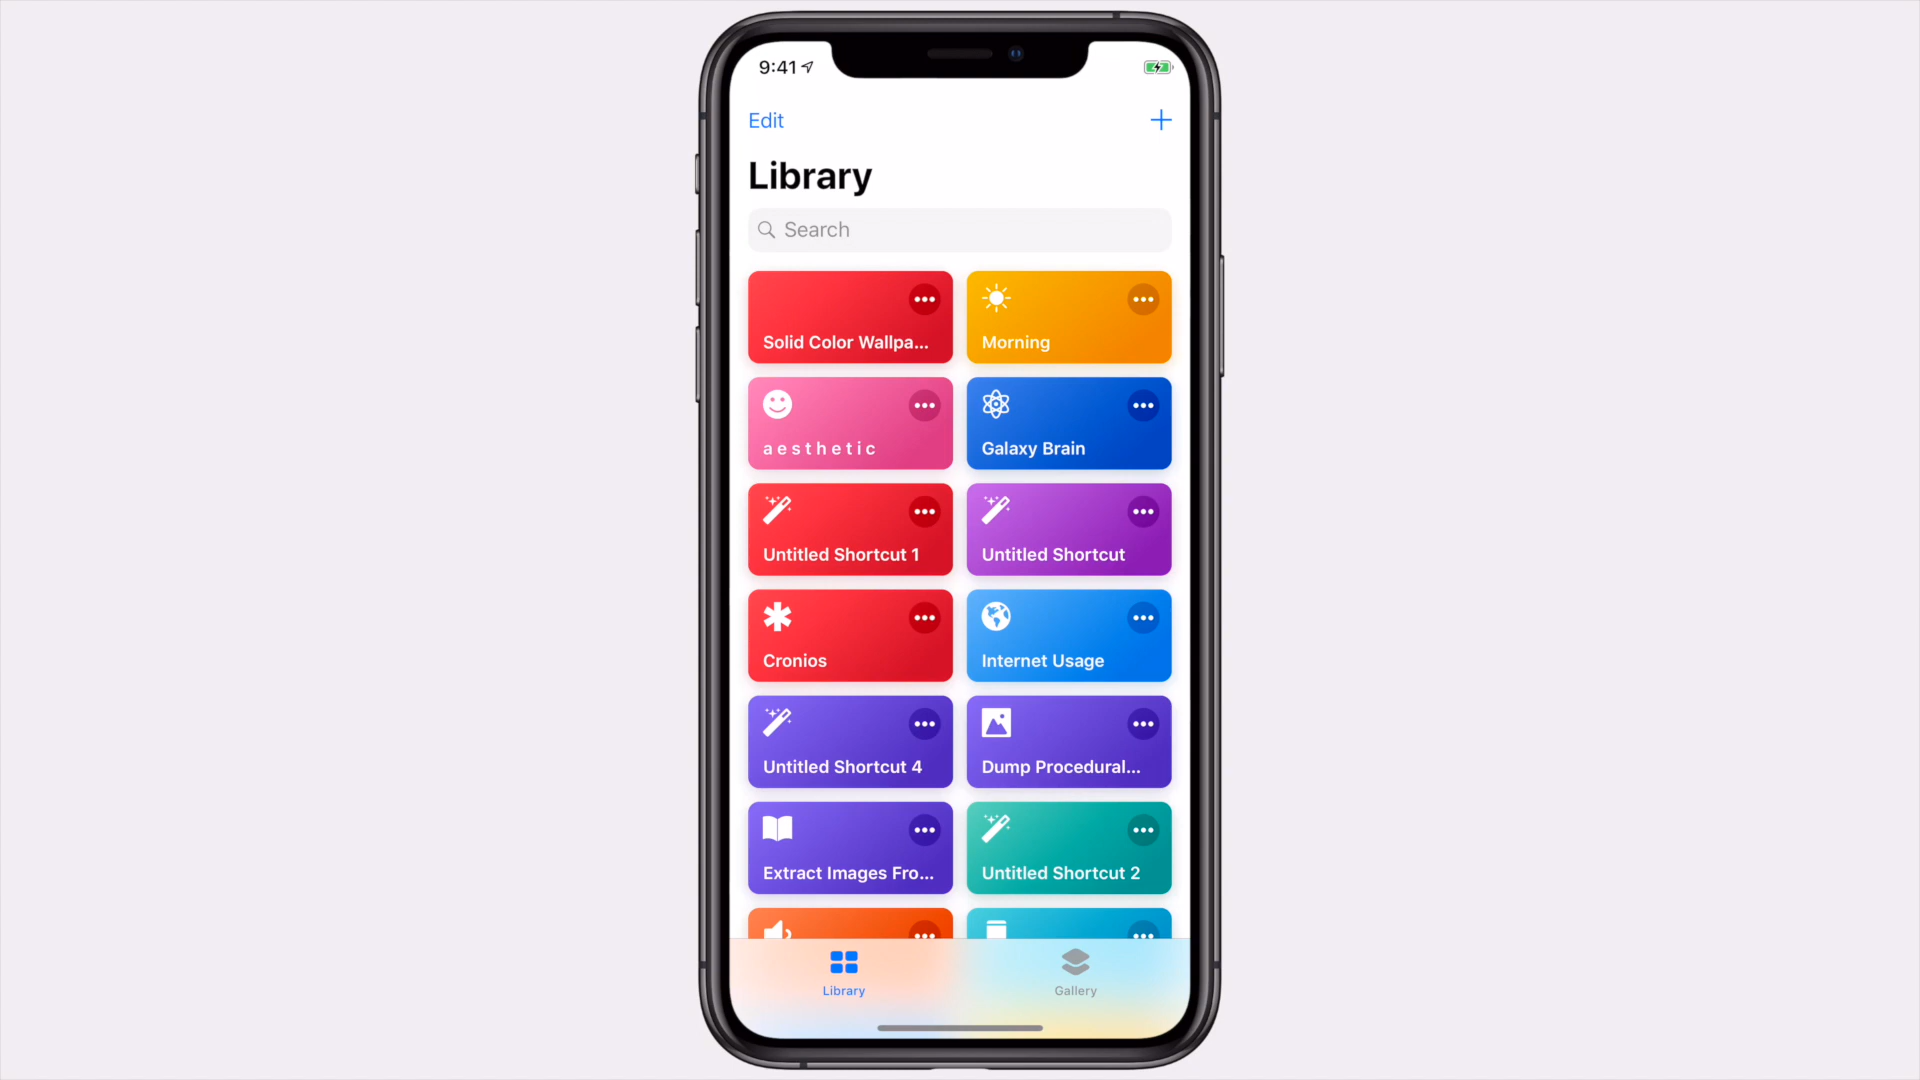 9:41
Edit
Library
Search
Solid Color Wallpa...
Morning
a e s t h e t i c
Galaxy Brain
Untitled Shortcut 1
Untitled Shortcut
Cronios
Internet Usage
Untitled Shortcut 4
Dump Procedural...
Extract Images Fro...
Untitled Shortcut 2
Library
Gallery